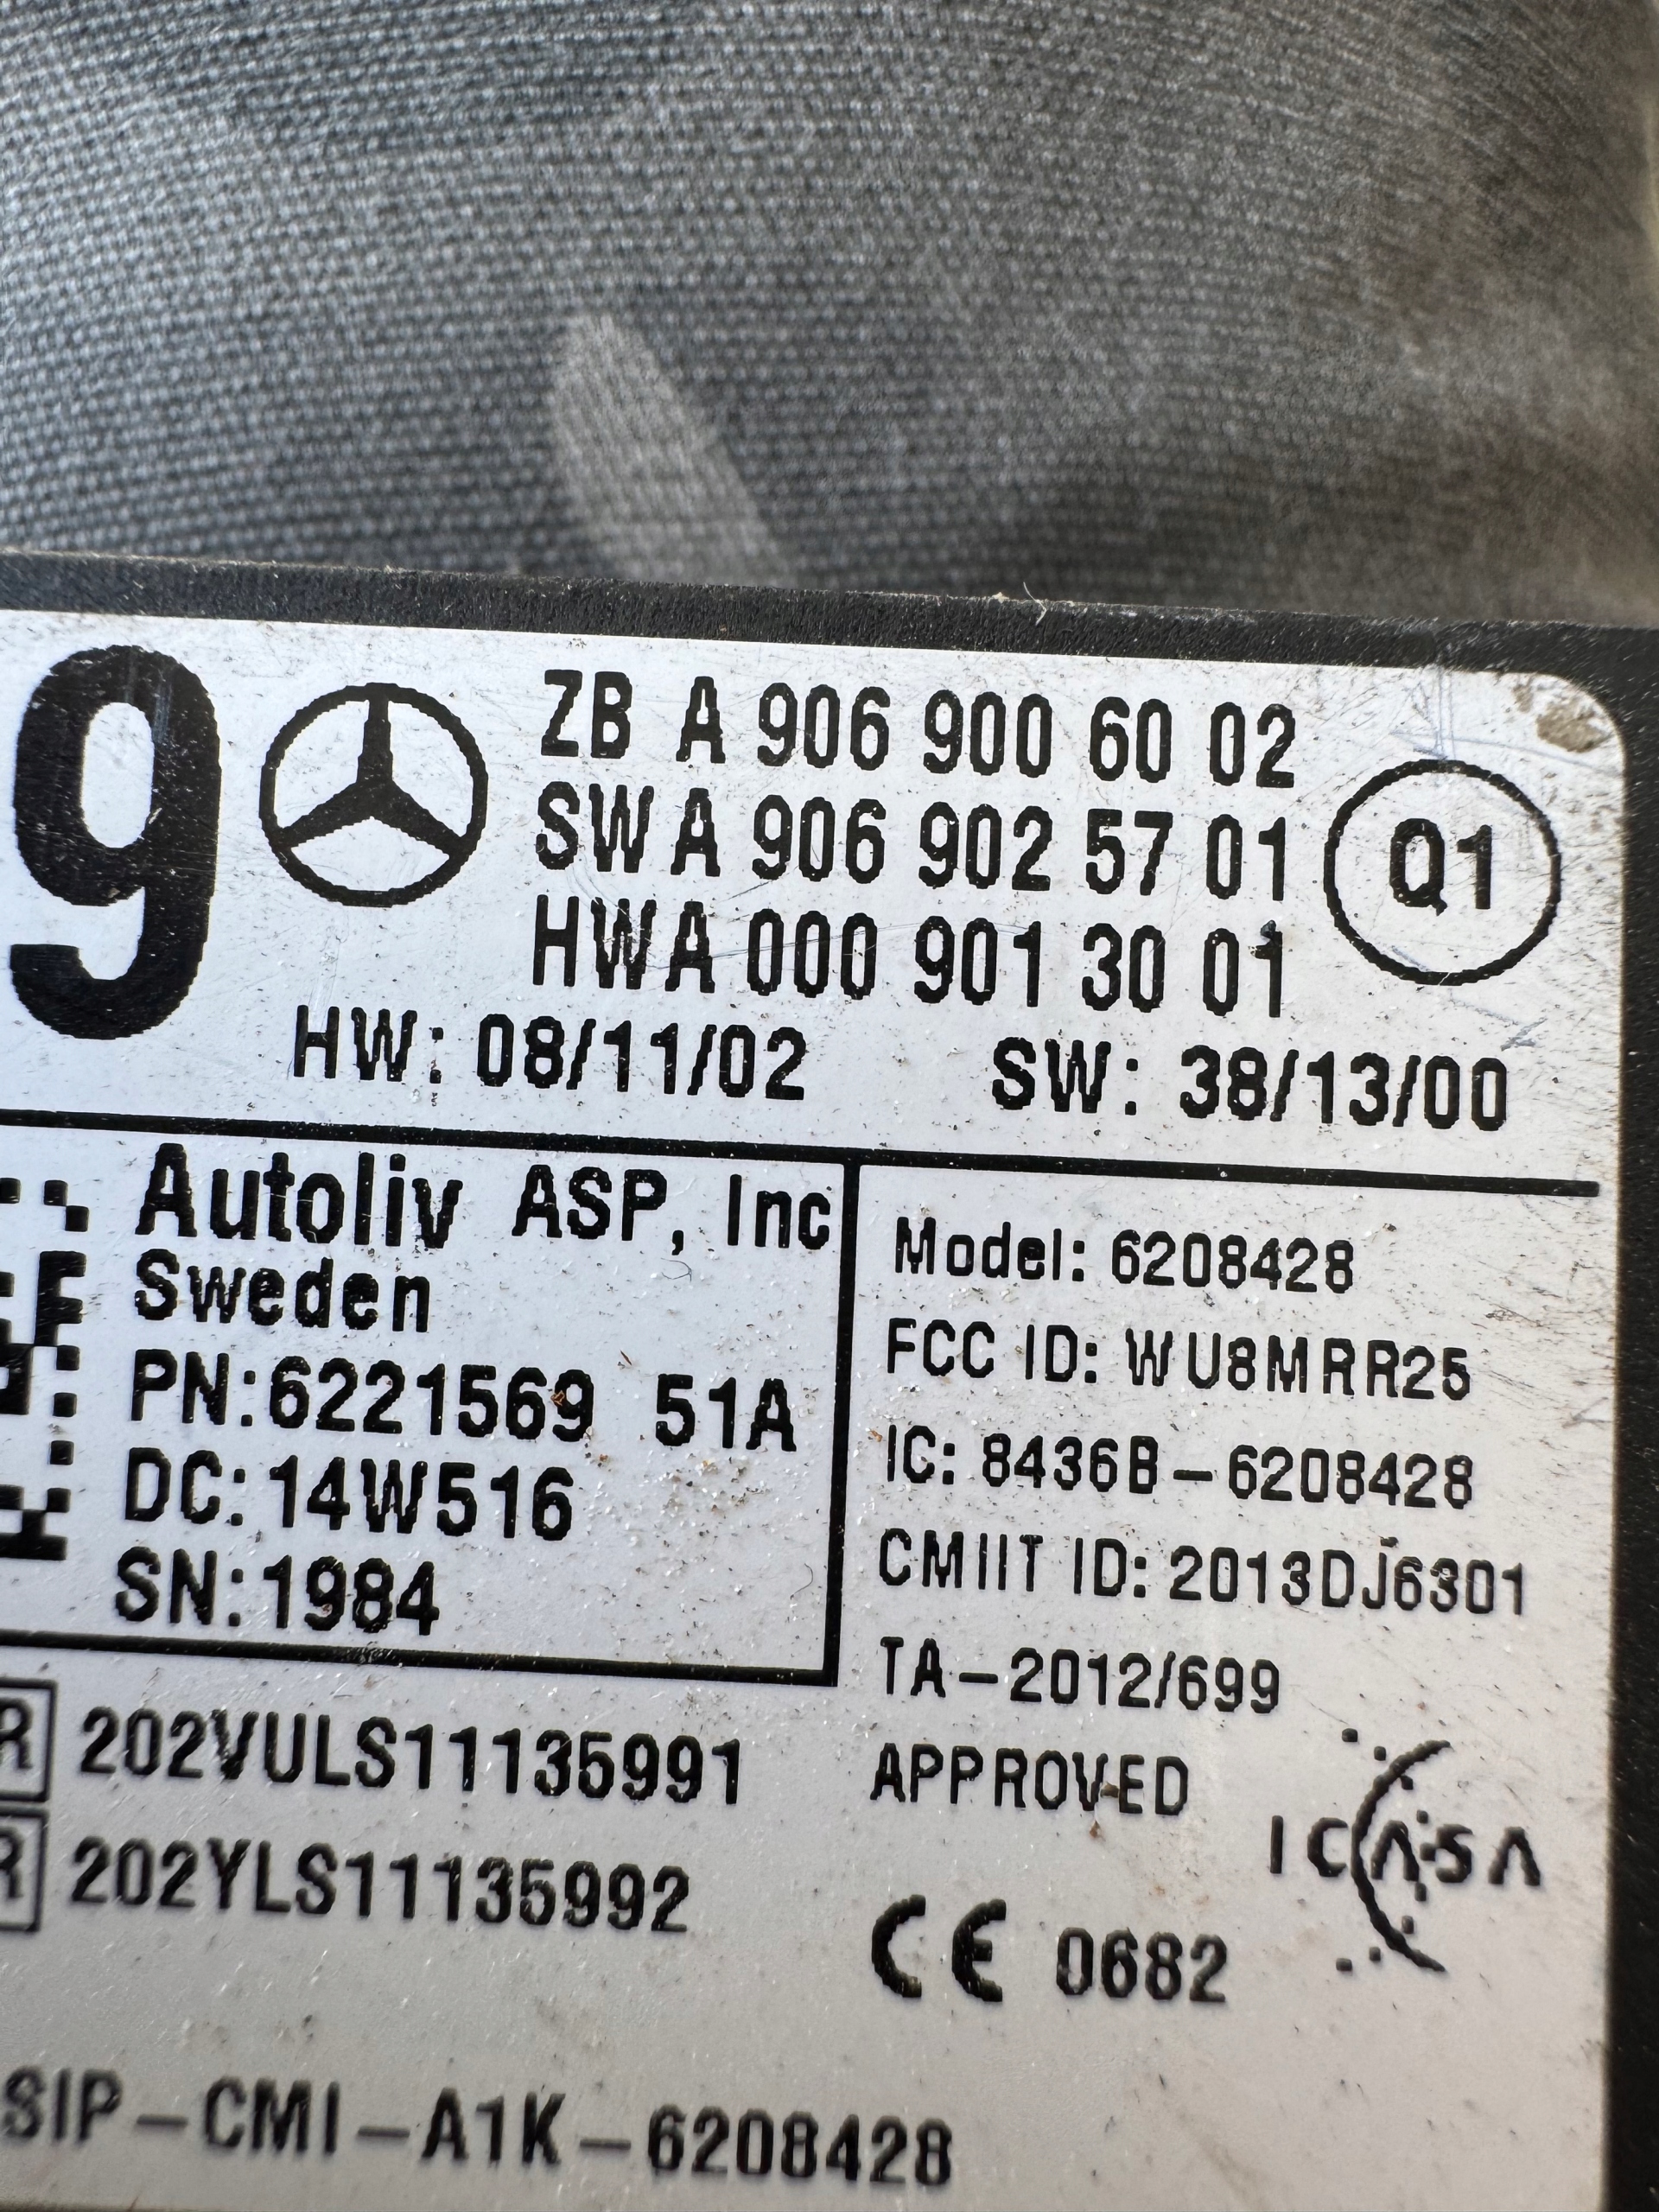 9
ZB A 906 900 60 02
SW A 906 902 57 01
HW A 000 901 30 01
Q1
HW: 08/11/02 SW: 38/13/00
Autoliv ASP, Inc
Sweden
PN:6221569 51A
DC:14W516
SN:1984
Model: 6208428
FCC ID: WU8MRR25
IC: 8436B-6208428
CMIIT ID: 2013DJ6301
TA-2012/699
APPROVED
ICASA
CE 0682
R 202VULS11135991
R 202YLS11135992
SIP-CMI-A1K-6208428